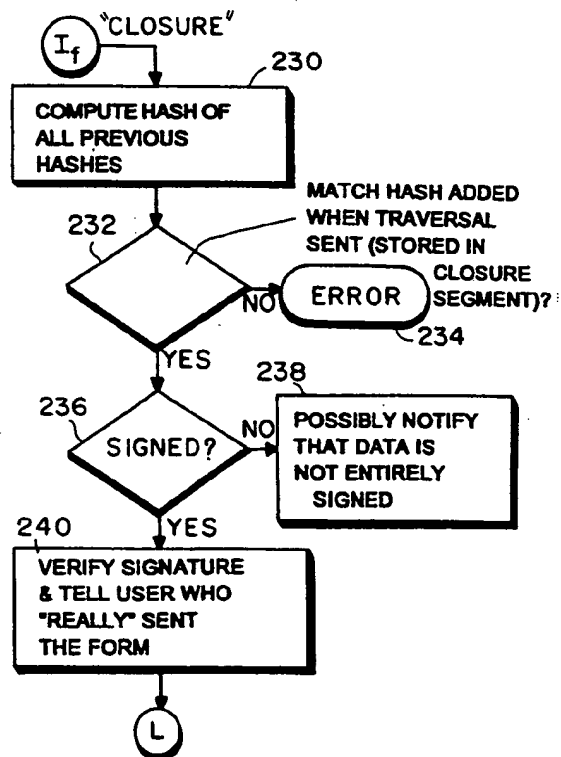 "CLOSURE"
If
230
COMPUTE HASH OF
ALL PREVIOUS
HASHES
232
MATCH HASH ADDED
WHEN TRAVERSAL
SENT (STORED IN
CLOSURE
SEGMENT)?
NO
ERROR
234
YES
236
SIGNED?
NO
238
POSSIBLY NOTIFY
THAT DATA IS
NOT ENTIRELY
SIGNED
YES
240
VERIFY SIGNATURE
& TELL USER WHO
"REALLY" SENT
THE FORM
L